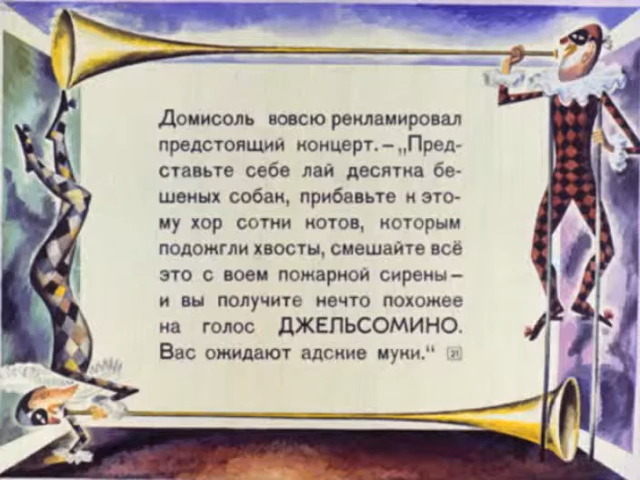 Домисоль вовсю рекламировал
предстоящий концерт.–„Пред-
ставьте себе лай десятка бе-
шеных собак, прибавьте к это-
му хор сотни котов, которым
подожгли хвосты, смешайте всё
это с воем пожарной сирены–
и вы получите нечто похожее
на голос ДЖЕЛЬСОМИНО.
Вас ожидают адские муки.“ 21